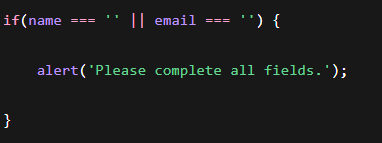 if(name === '' || email === '') {
    alert('Please complete all fields.');
}